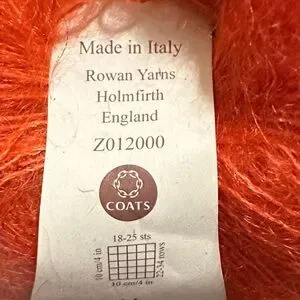 Made in Italy
Rowan Yarns
Holmfirth
England
Z012000
COATS
18-25 sts
10 cm/4 in
22-34 rows
10 cm/4 in